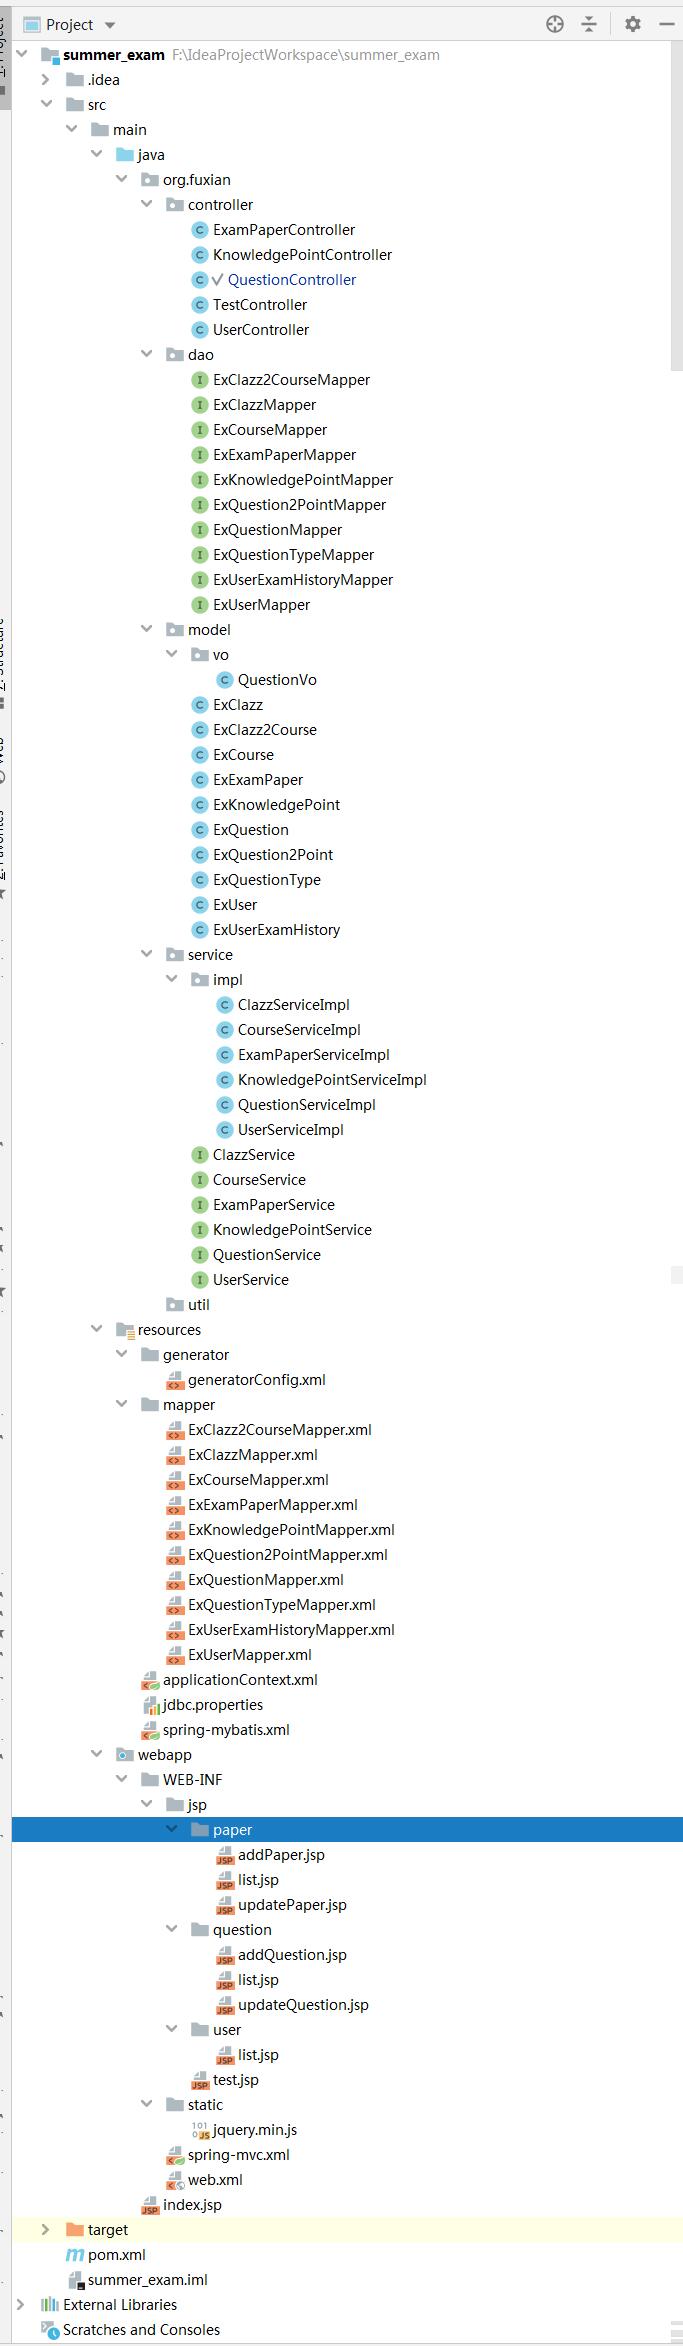 Project
summer_exam F:\IdeaProjectWorkspace\summer_exam
.idea
src
main
java
org.fuxian
controller
ExamPaperController
KnowledgePointController
QuestionController
TestController
UserController
dao
ExClazz2CourseMapper
ExClazzMapper
ExCourseMapper
ExExamPaperMapper
ExKnowledgePointMapper
ExQuestion2PointMapper
ExQuestionMapper
ExQuestionTypeMapper
ExUserExamHistoryMapper
ExUserMapper
model
vo
QuestionVo
ExClazz
ExClazz2Course
ExCourse
ExExamPaper
ExKnowledgePoint
ExQuestion
ExQuestion2Point
ExQuestionType
ExUser
ExUserExamHistory
service
impl
ClazzServiceImpl
CourseServiceImpl
ExamPaperServiceImpl
KnowledgePointServiceImpl
QuestionServiceImpl
UserServiceImpl
ClazzService
CourseService
ExamPaperService
KnowledgePointService
QuestionService
UserService
util
resources
generator
generatorConfig.xml
mapper
ExClazz2CourseMapper.xml
ExClazzMapper.xml
ExCourseMapper.xml
ExExamPaperMapper.xml
ExKnowledgePointMapper.xml
ExQuestion2PointMapper.xml
ExQuestionMapper.xml
ExQuestionTypeMapper.xml
ExUserExamHistoryMapper.xml
ExUserMapper.xml
applicationContext.xml
jdbc.properties
spring-mybatis.xml
webapp
WEB-INF
jsp
paper
addPaper.jsp
list.jsp
updatePaper.jsp
question
addQuestion.jsp
list.jsp
updateQuestion.jsp
user
list.jsp
test.jsp
static
jquery.min.js
spring-mvc.xml
web.xml
index.jsp
target
pom.xml
summer_exam.iml
External Libraries
Scratches and Consoles